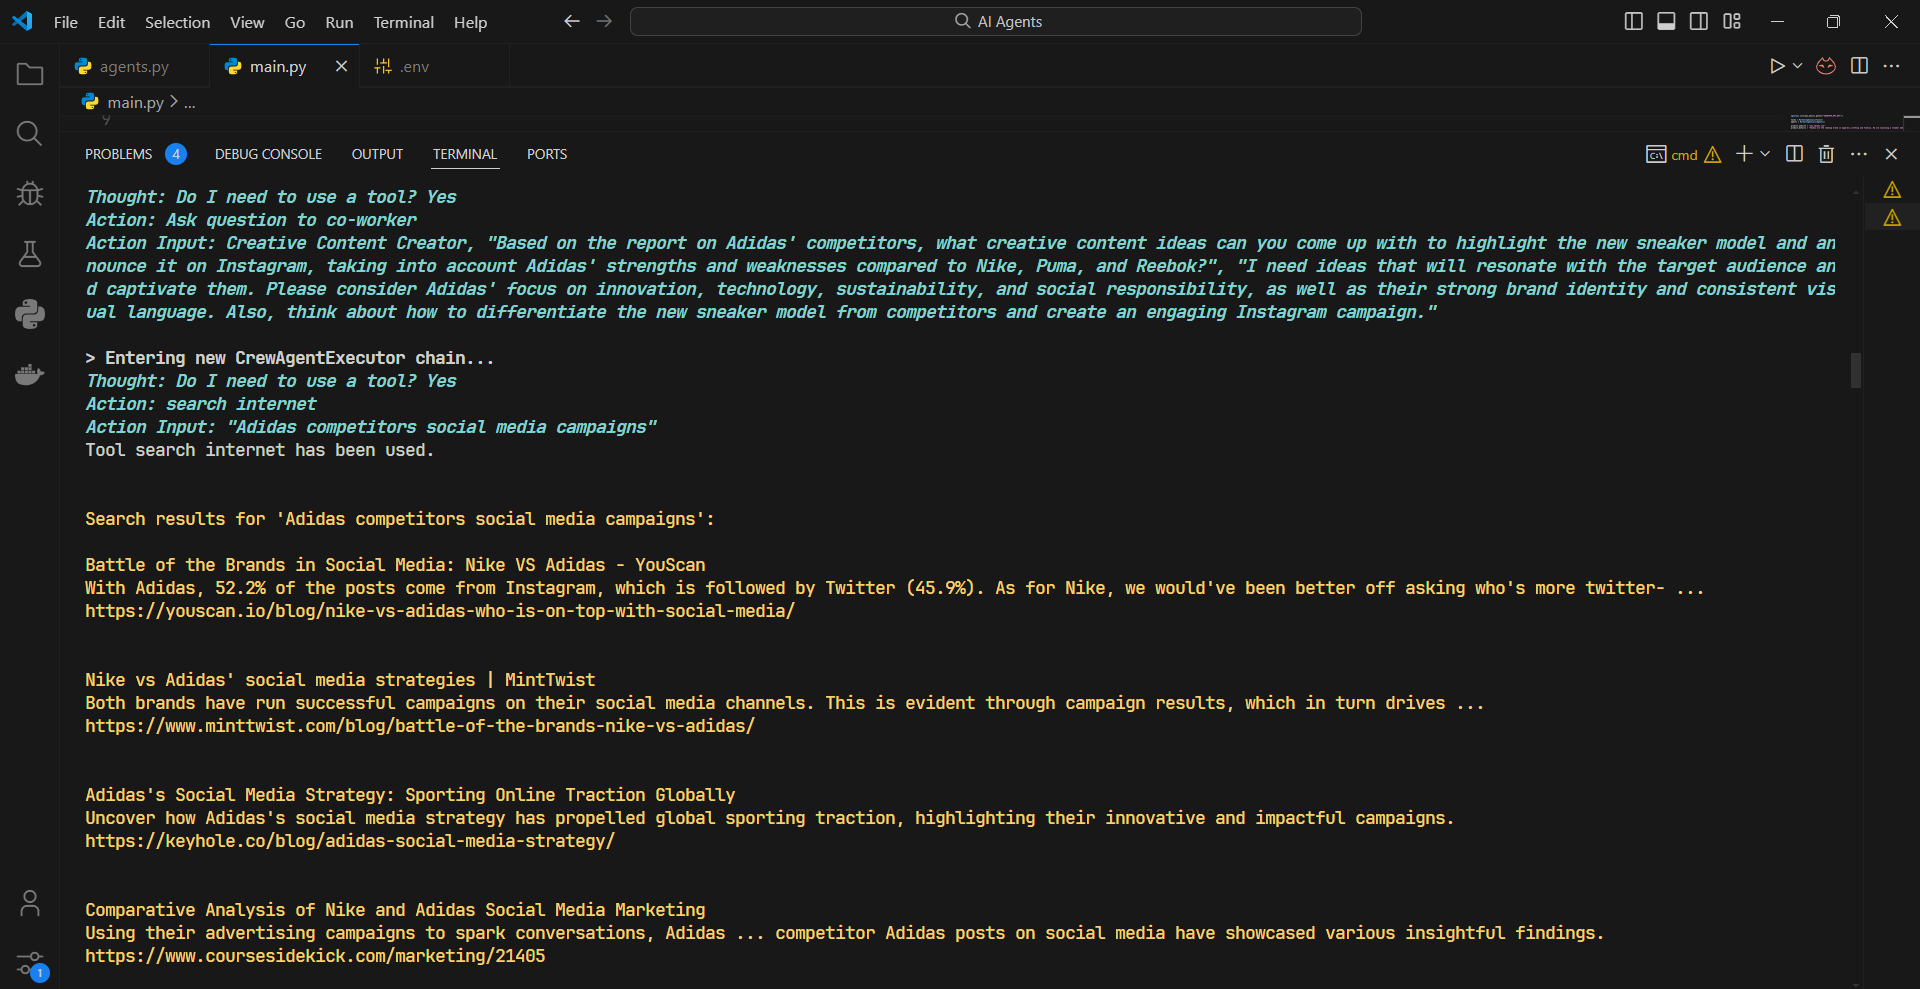 File Edit Selection View Go Run Terminal Help
AI Agents
agents.py
main.py
.env
main.py > ...
9
PROBLEMS 4 DEBUG CONSOLE OUTPUT TERMINAL PORTS
cmd
Thought: Do I need to use a tool? Yes
Action: Ask question to co-worker
Action Input: Creative Content Creator, "Based on the report on Adidas' competitors, what creative content ideas can you come up with to highlight the new sneaker model and an
nounce it on Instagram, taking into account Adidas' strengths and weaknesses compared to Nike, Puma, and Reebok?", "I need ideas that will resonate with the target audience an
d captivate them. Please consider Adidas' focus on innovation, technology, sustainability, and social responsibility, as well as their strong brand identity and consistent vis
ual language. Also, think about how to differentiate the new sneaker model from competitors and create an engaging Instagram campaign."
> Entering new CrewAgentExecutor chain...
Thought: Do I need to use a tool? Yes
Action: search internet
Action Input: "Adidas competitors social media campaigns"
Tool search internet has been used.
Search results for 'Adidas competitors social media campaigns':
Battle of the Brands in Social Media: Nike VS Adidas - YouScan
With Adidas, 52.2% of the posts come from Instagram, which is followed by Twitter (45.9%). As for Nike, we would've been better off asking who's more twitter- ...
https://youscan.io/blog/nike-vs-adidas-who-is-on-top-with-social-media/
Nike vs Adidas' social media strategies | MintTwist
Both brands have run successful campaigns on their social media channels. This is evident through campaign results, which in turn drives ...
https://www.minttwist.com/blog/battle-of-the-brands-nike-vs-adidas/
Adidas's Social Media Strategy: Sporting Online Traction Globally
Uncover how Adidas's social media strategy has propelled global sporting traction, highlighting their innovative and impactful campaigns.
https://keyhole.co/blog/adidas-social-media-strategy/
Comparative Analysis of Nike and Adidas Social Media Marketing
Using their advertising campaigns to spark conversations, Adidas ... competitor Adidas posts on social media have showcased various insightful findings.
https://www.coursesidekick.com/marketing/21405
1